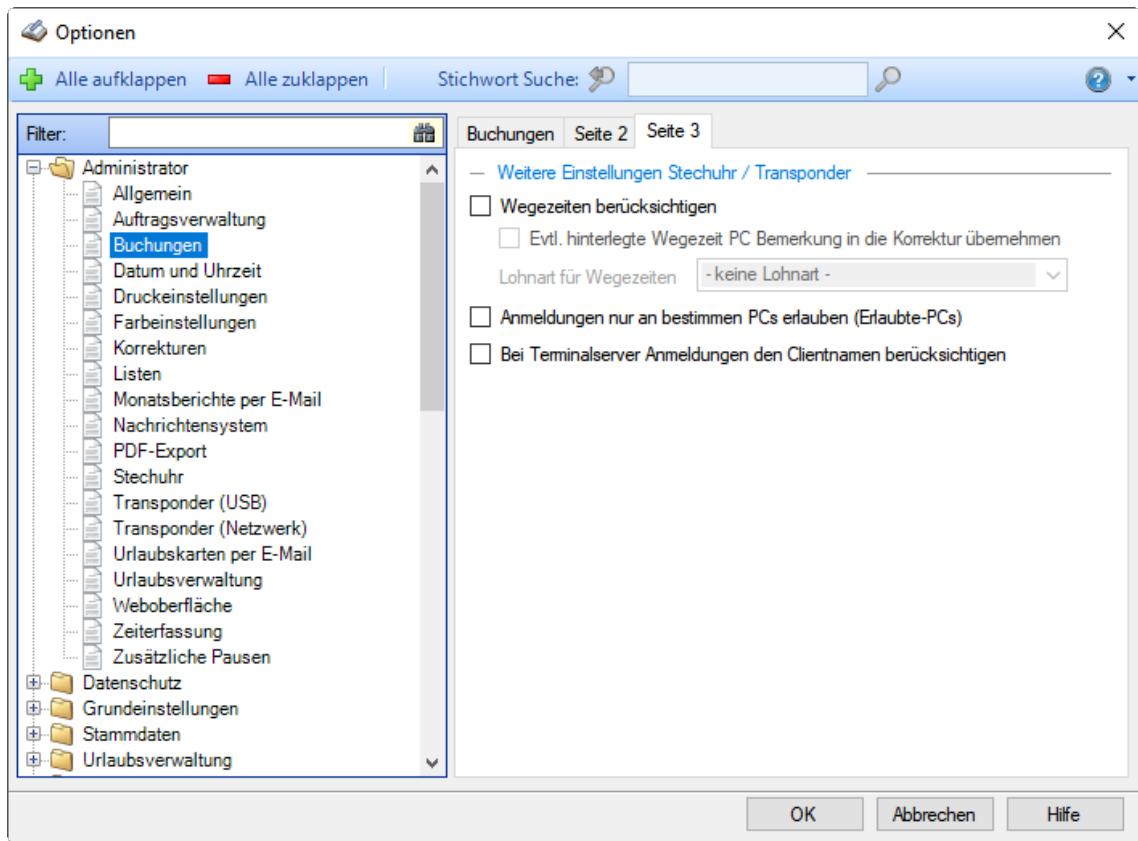 Optionen
Alle aufklappen Alle zuklappen Stichwort Suche:
Filter:
Administrator
Allgemein
Auftragsverwaltung
Buchungen
Datum und Uhrzeit
Druckeinstellungen
Farbeinstellungen
Korrekturen
Listen
Monatsberichte per E-Mail
Nachrichtensystem
PDF-Export
Stechuhr
Transponder (USB)
Transponder (Netzwerk)
Urlaubskarten per E-Mail
Urlaubsverwaltung
Weboberfläche
Zeiterfassung
Zusätzliche Pausen
Datenschutz
Grundeinstellungen
Stammdaten
Urlaubsverwaltung
Buchungen Seite 2 Seite 3
Weitere Einstellungen Stechuhr / Transponder
Wegezeiten berücksichtigen
Evtl. hinterlegte Wegezeit PC Bemerkung in die Korrektur übernehmen
Lohnart für Wegezeiten - keine Lohnart -
Anmeldungen nur an bestimmen PCs erlauben (Erlaubte-PCs)
Bei Terminalserver Anmeldungen den Clientnamen berücksichtigen
OK Abbrechen Hilfe